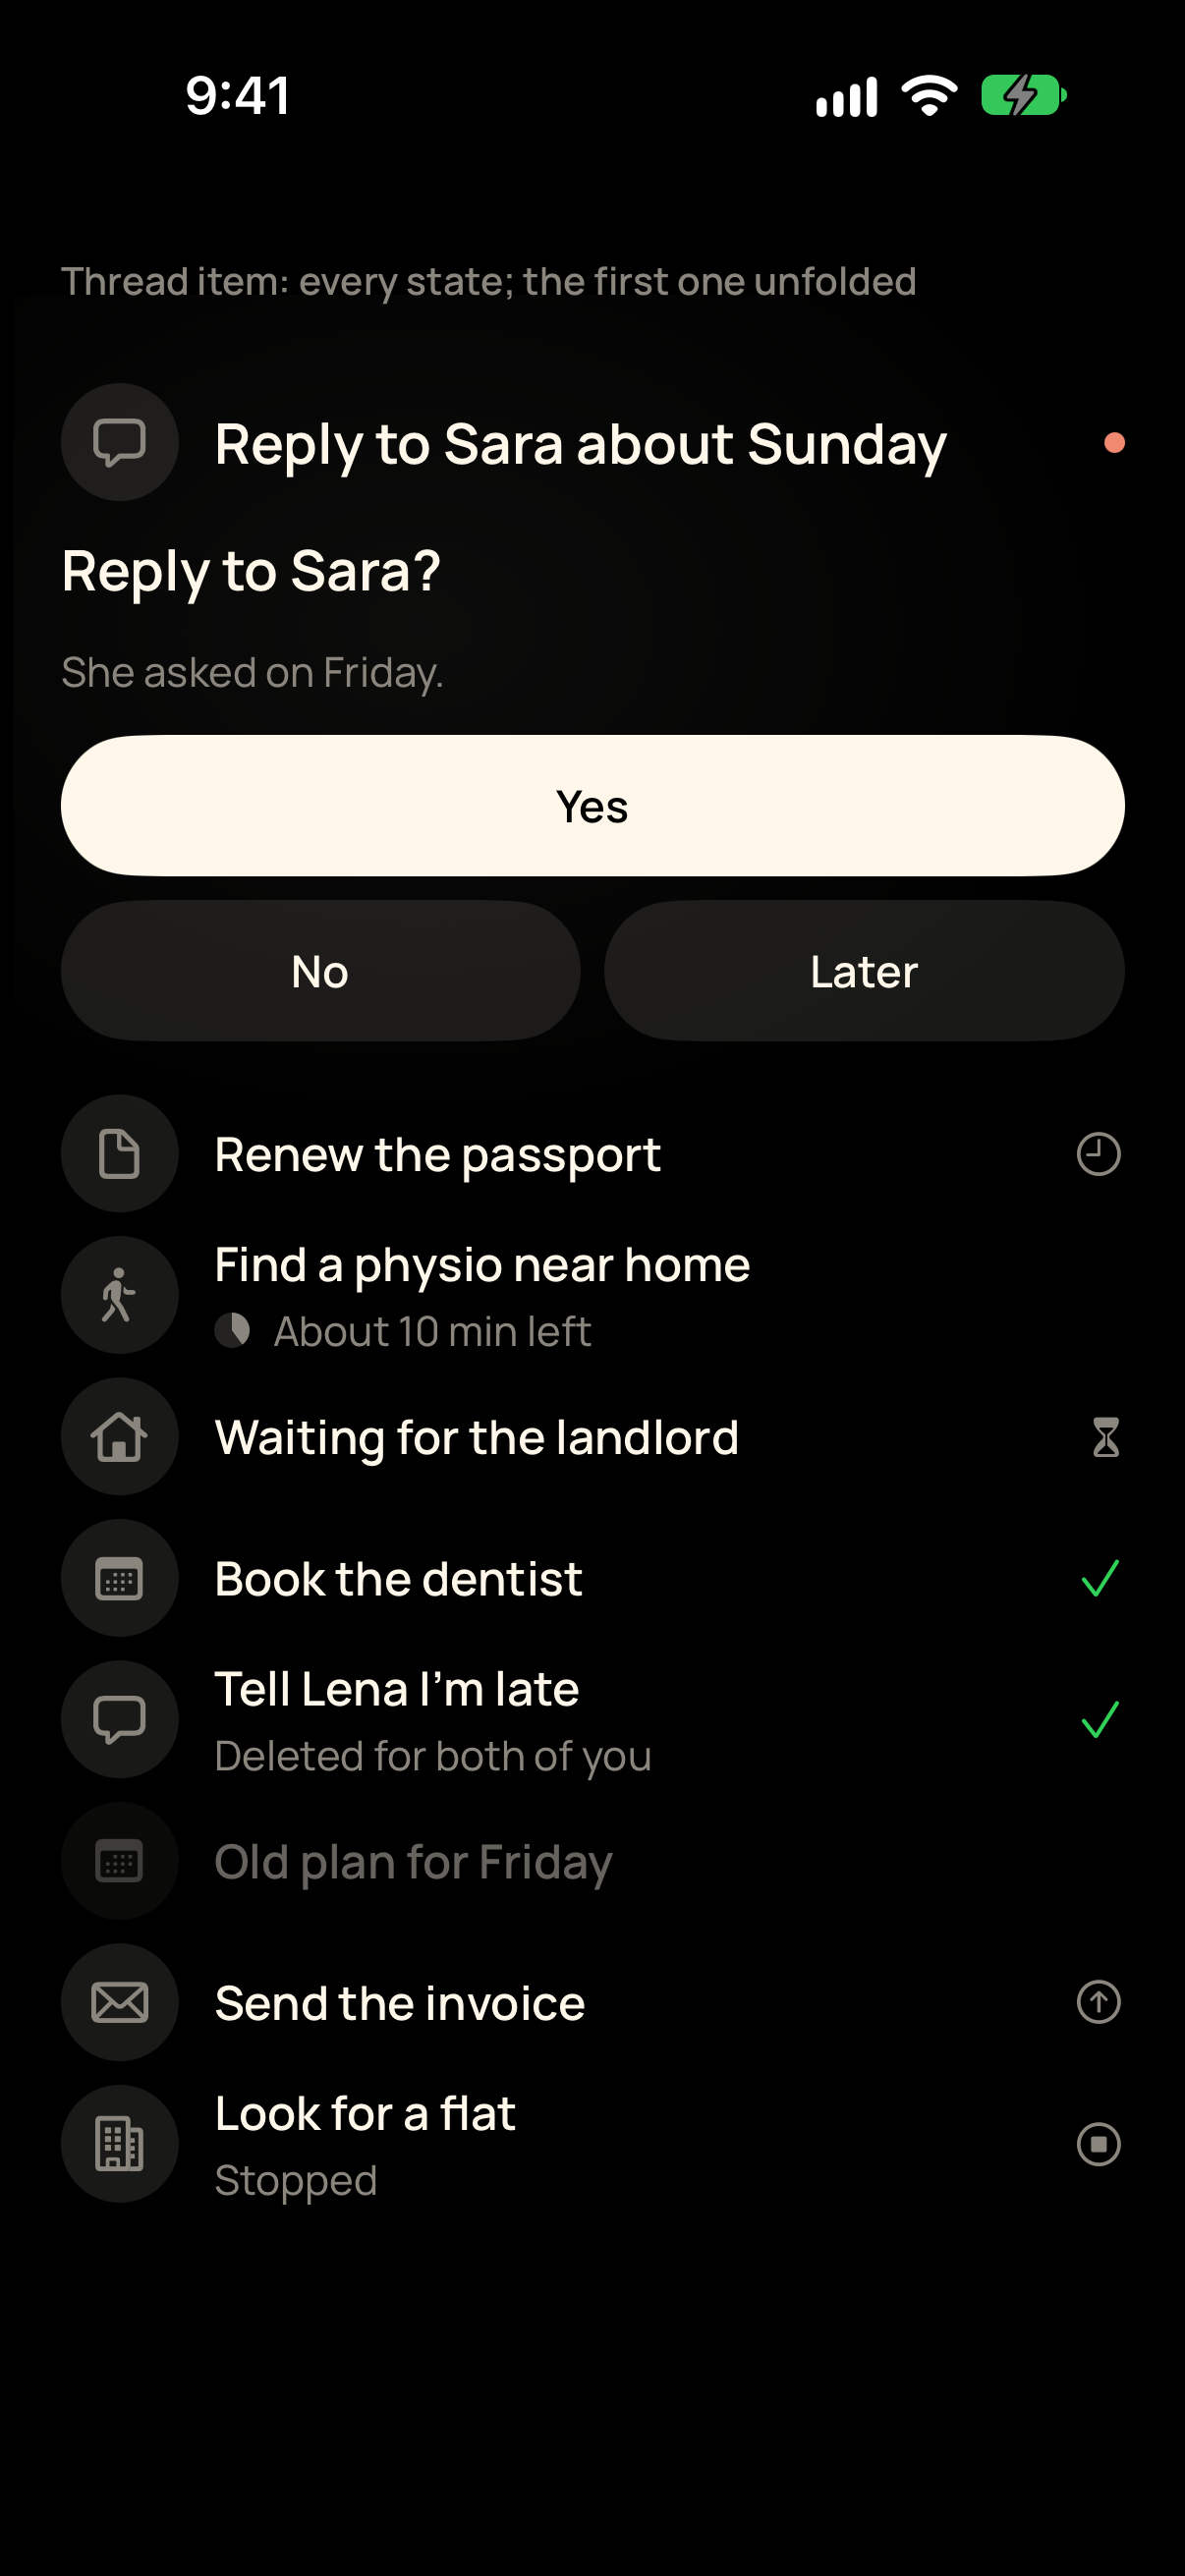 9:41
Thread item: every state; the first one unfolded
Reply to Sara about Sunday
Reply to Sara?
She asked on Friday.
Yes
No
Later
Renew the passport
Find a physio near home
About 10 min left
Waiting for the landlord
Book the dentist
Tell Lena I’m late
Deleted for both of you
Old plan for Friday
Send the invoice
Look for a flat
Stopped